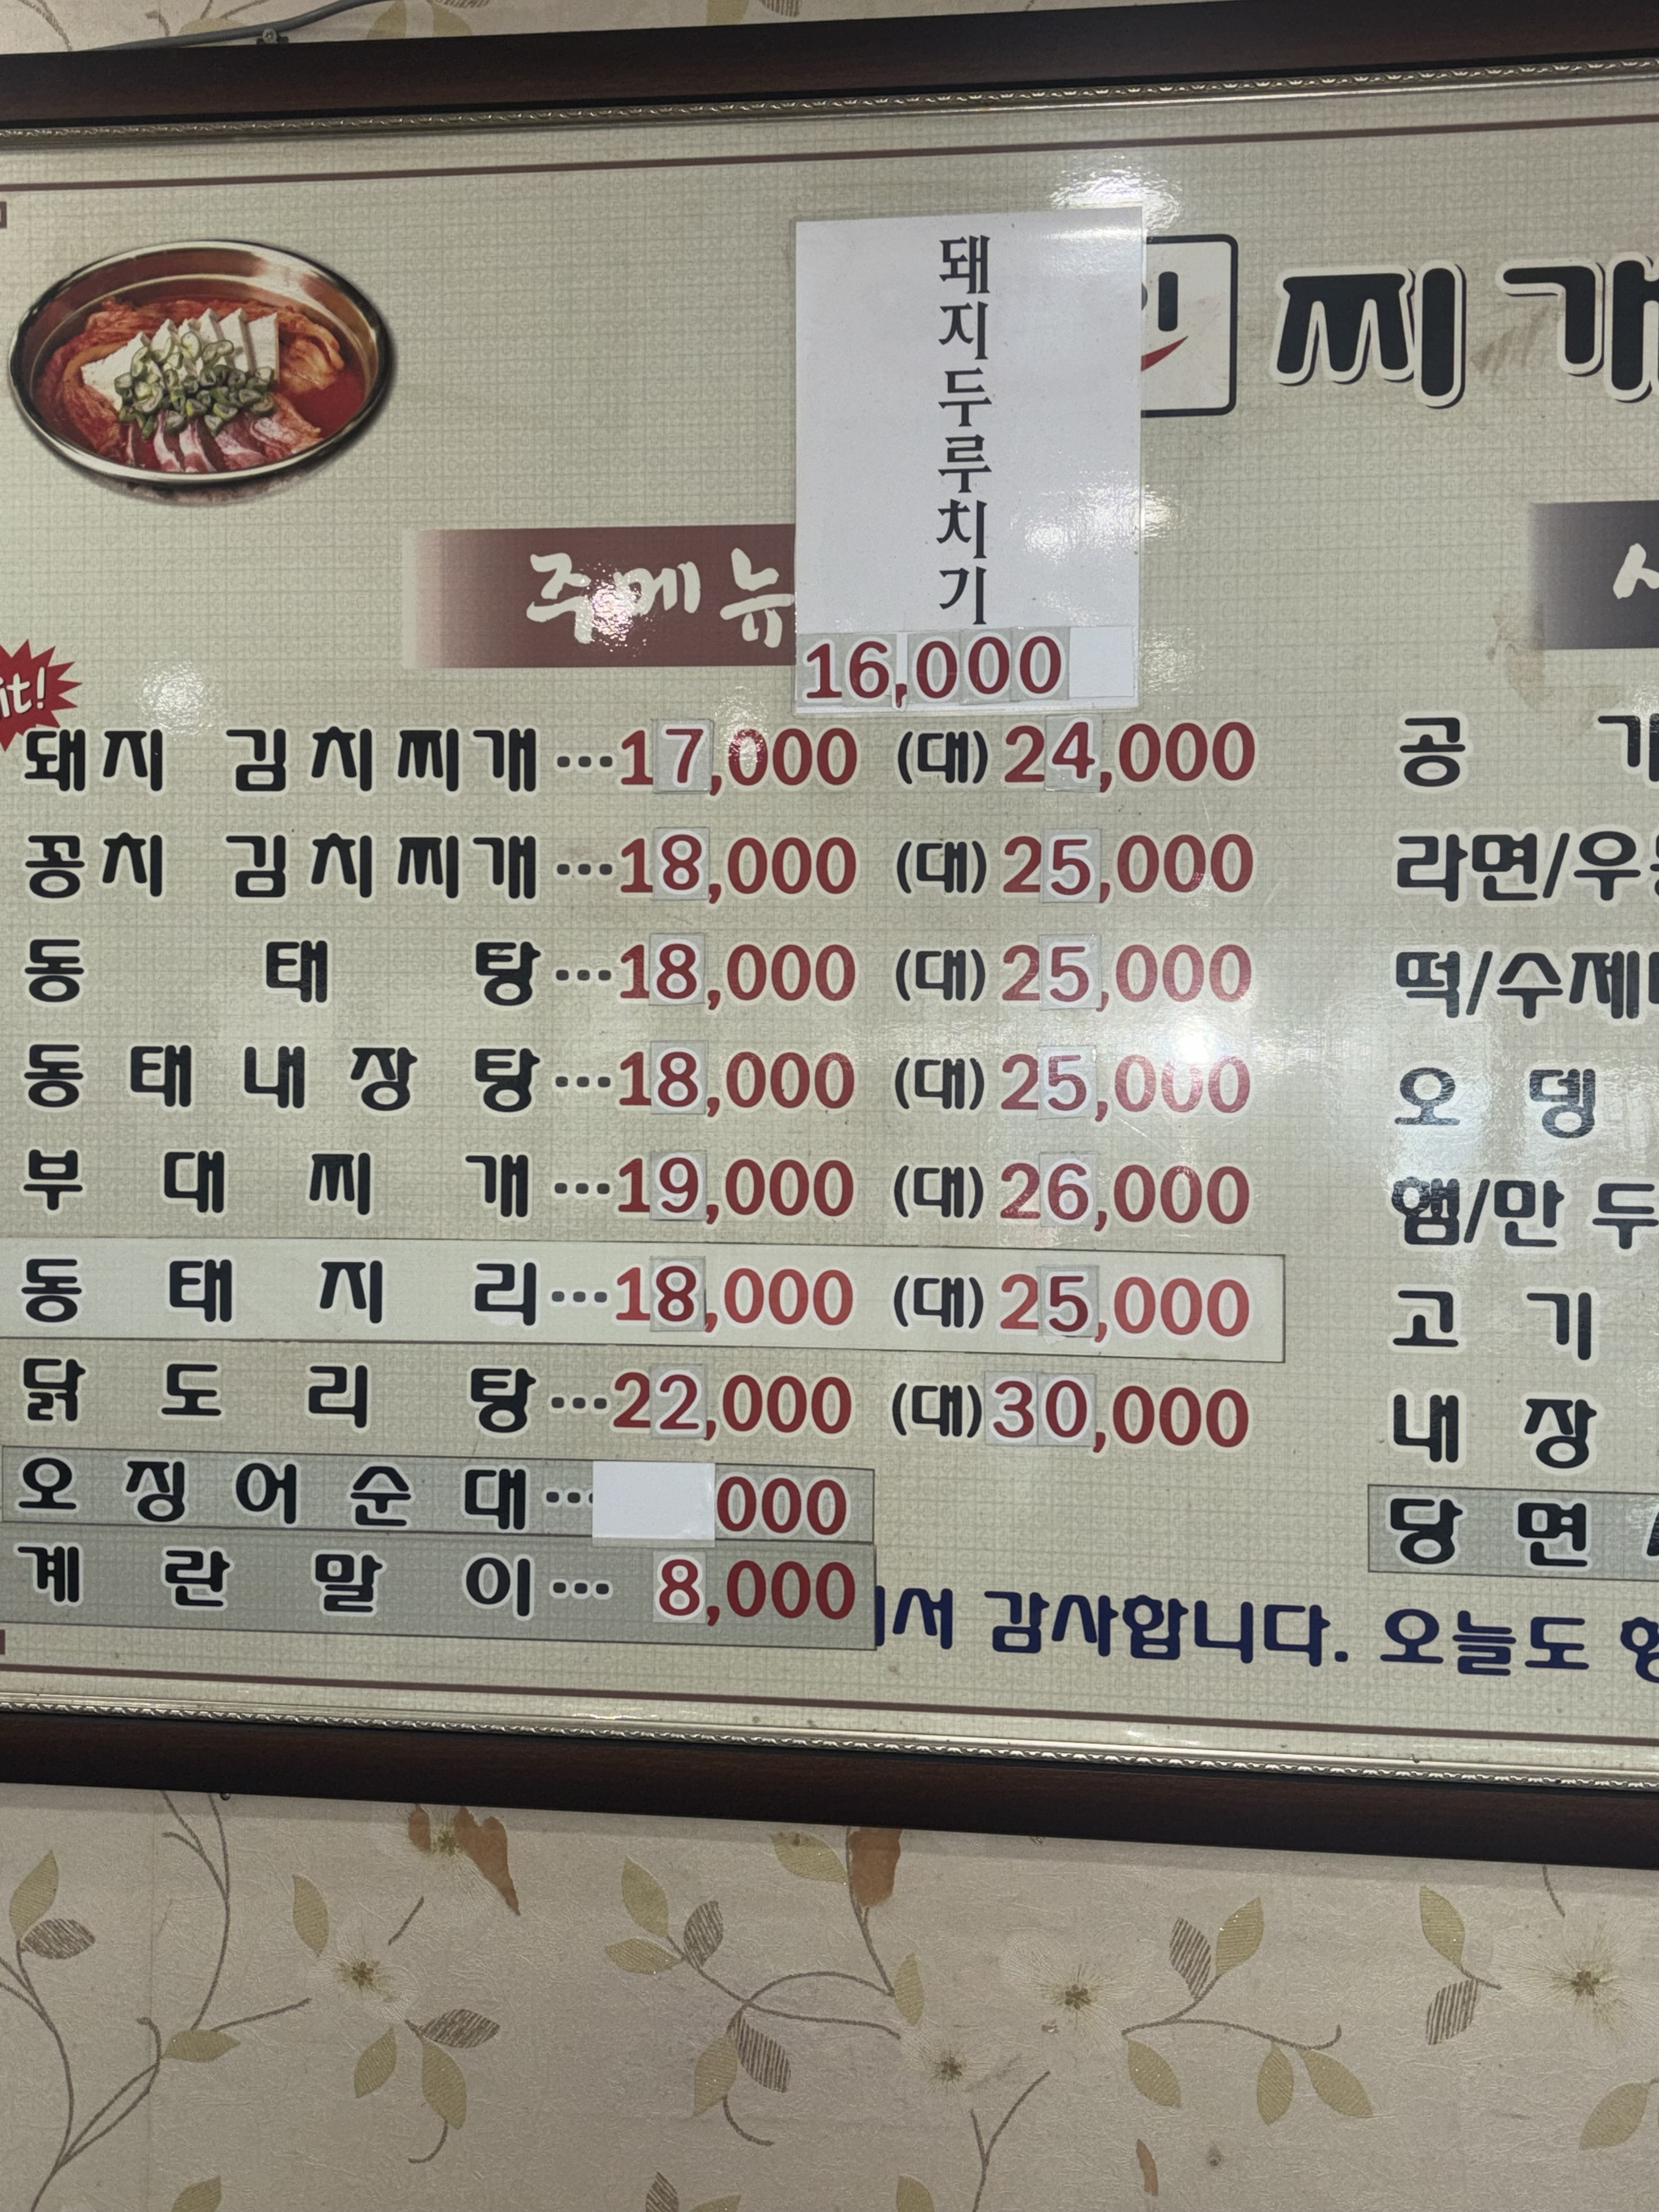 돼지두루치기
16,000
찌개
주메뉴
돼지 김치찌개 ···17,000 (대) 24,000
꽁치 김치찌개 ···18,000 (대) 25,000
동태탕 ···18,000 (대) 25,000
동태내장탕 ···18,000 (대) 25,000
부대찌개 ···19,000 (대) 26,000
동태지리 ···18,000 (대) 25,000
닭도리탕 ···22,000 (대) 30,000
오징어순대 ··· 000
계란말이 ··· 8,000
공
라면/우
떡/수제
오뎅
햄/만두
고기
내장
당면
서 감사합니다. 오늘도